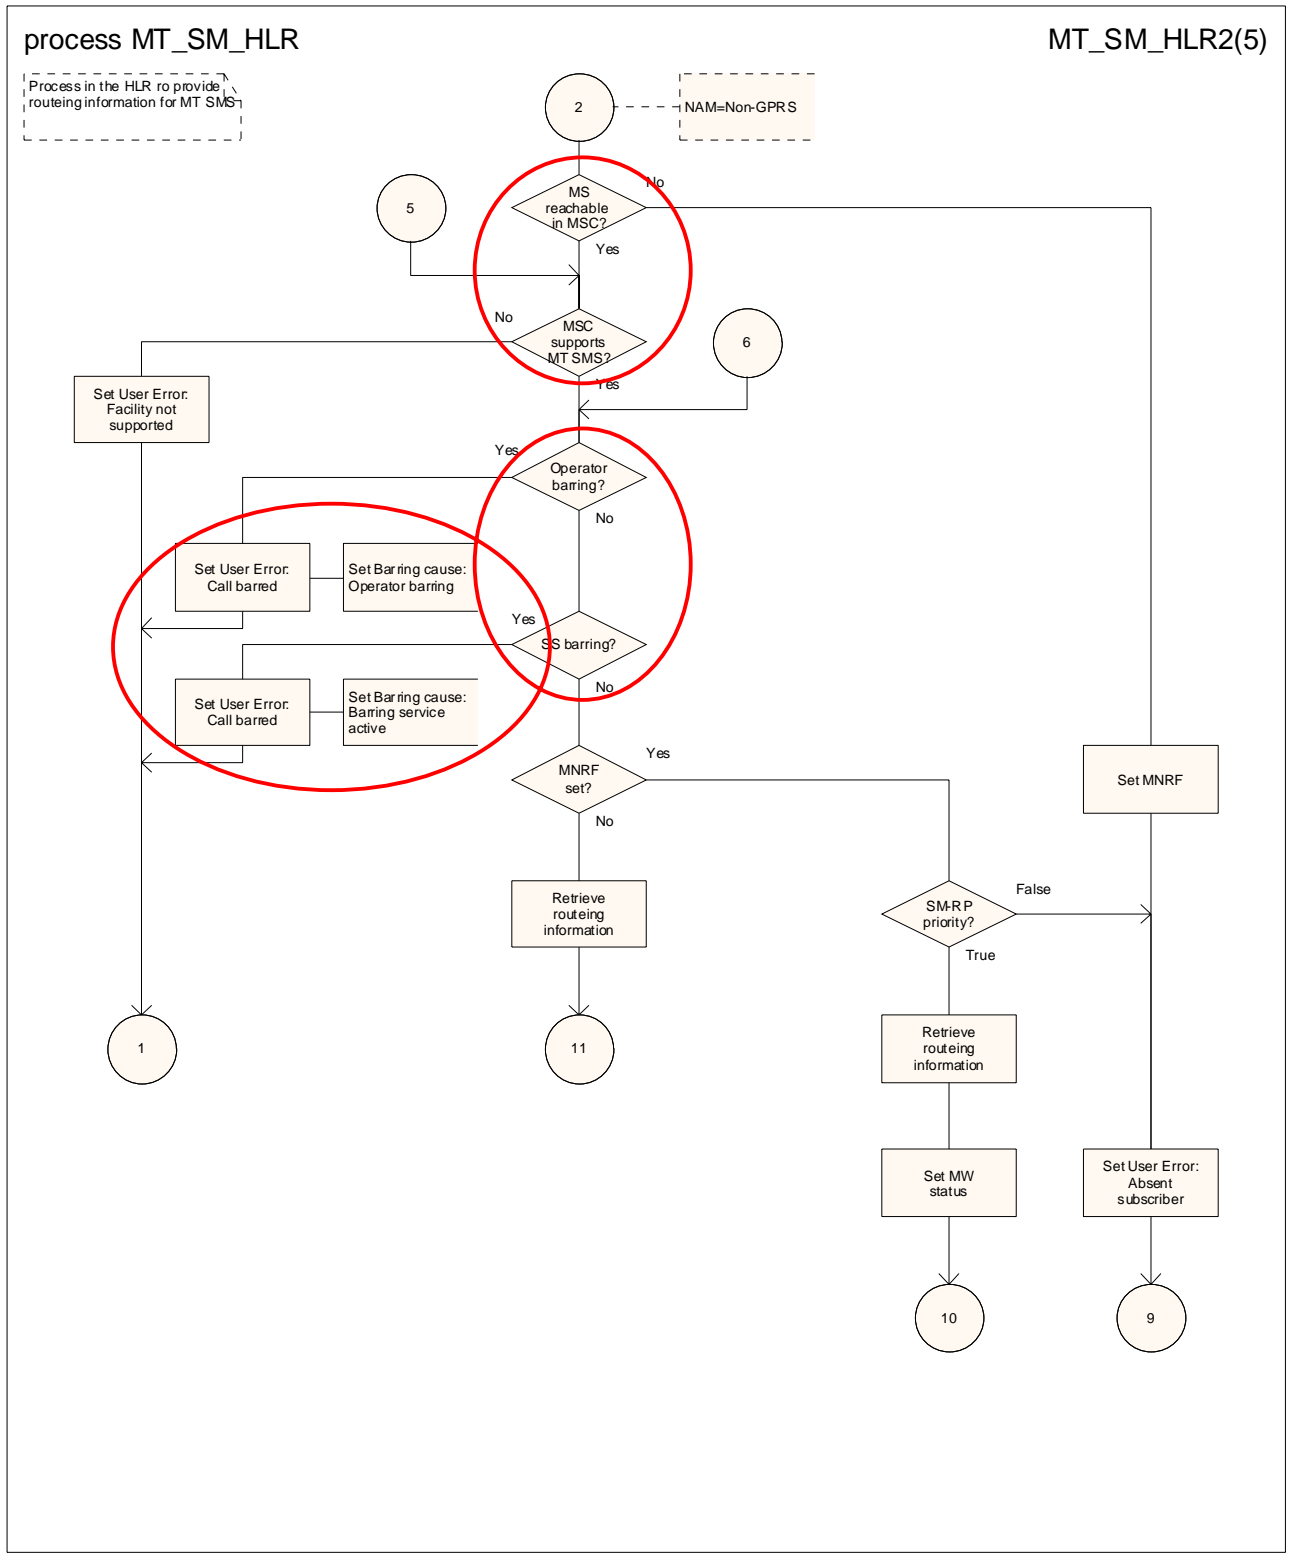 process MT_SM_HLR
MT_SM_HLR2(5)
Process in the HLR ro provide
routeing information for MT SMS
2
NAM=Non-GPRS
MS
reachable
in MSC?
No
Yes
5
No
MSC
supports
MT SMS?
Yes
6
Set User Error:
Facility not
supported
Yes
Operator
barring?
No
Set User Error:
Call barred
Set Barring cause:
Operator barring
Yes
SS barring?
No
Set User Error:
Call barred
Set Barring cause:
Barring service
active
MNRF
set?
Yes
No
Set MNRF
Retrieve
routeing
information
SM-RP
priority?
False
True
1
11
Retrieve
routeing
information
Set MW
status
Set User Error:
Absent
subscriber
10
9